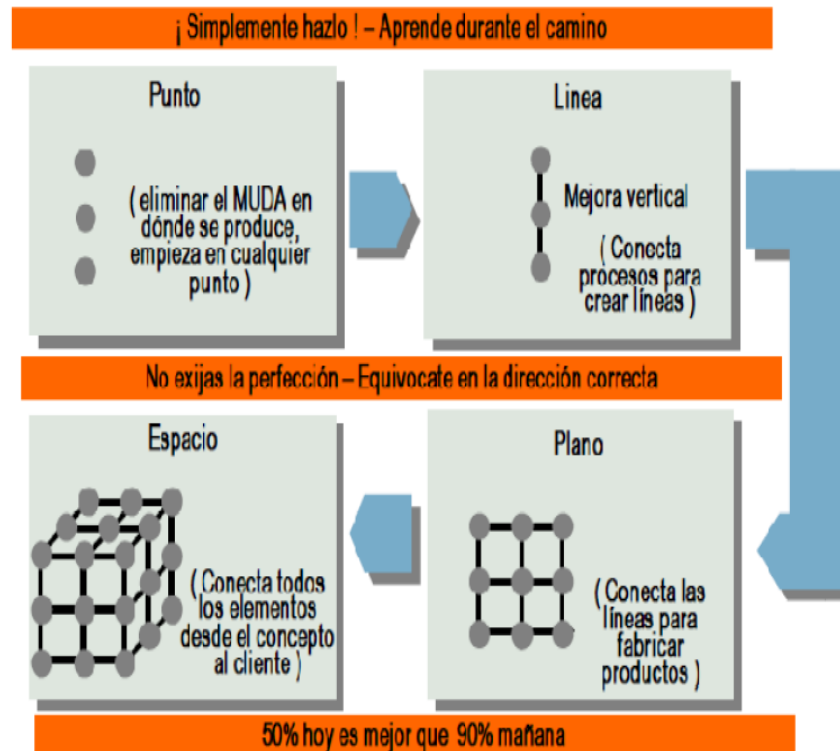 ¡ Simplemente hazlo ! – Aprende durante el camino
Punto
( eliminar el MUDA en
dónde se produce,
empieza en cualquier
punto )
Linea
Mejora vertical
( Conecta
procesos para
crear líneas )
No exijas la perfección – Equivocate en la dirección correcta
Espacio
(Conecta todos
los elementos
desde el concepto
al cliente )
Plano
( Conecta las
líneas para
fabricar
productos )
50% hoy es mejor que 90% mañana